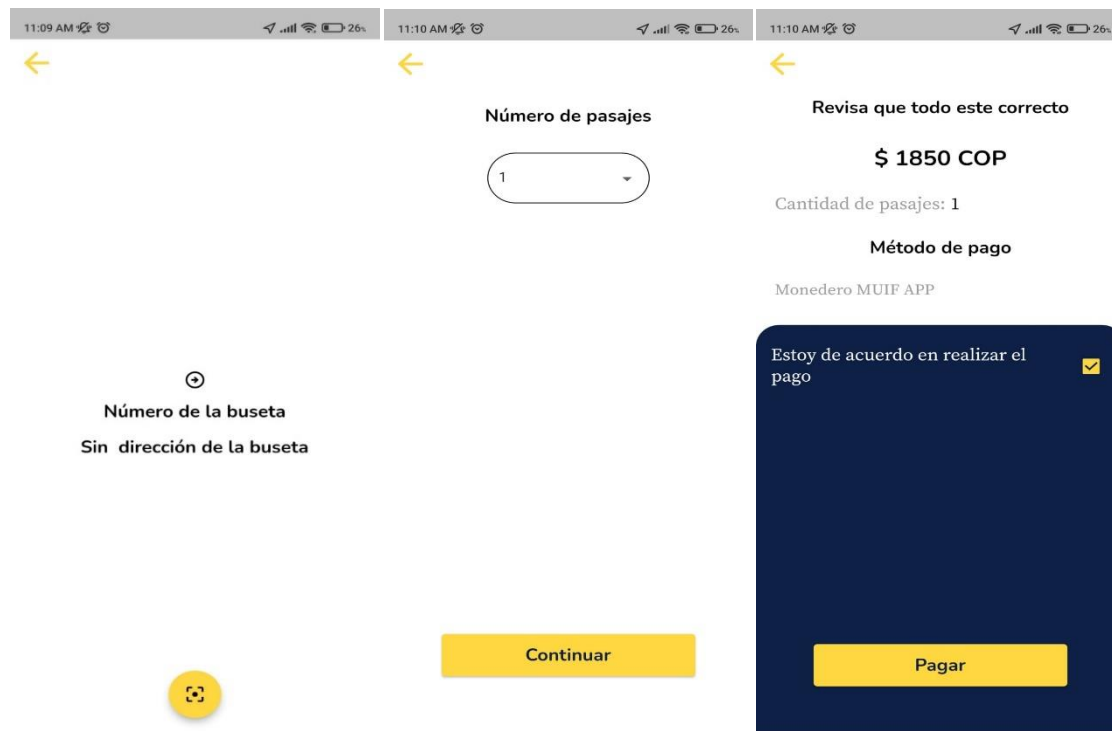 11:09 AM 26%
Número de la buseta
Sin dirección de la buseta
11:10 AM 26%
Número de pasajes
1
Continuar
11:10 AM 26%
Revisa que todo este correcto
$ 1850 COP
Cantidad de pasajes: 1
Método de pago
Monedero MUIF APP
Estoy de acuerdo en realizar el
pago
Pagar